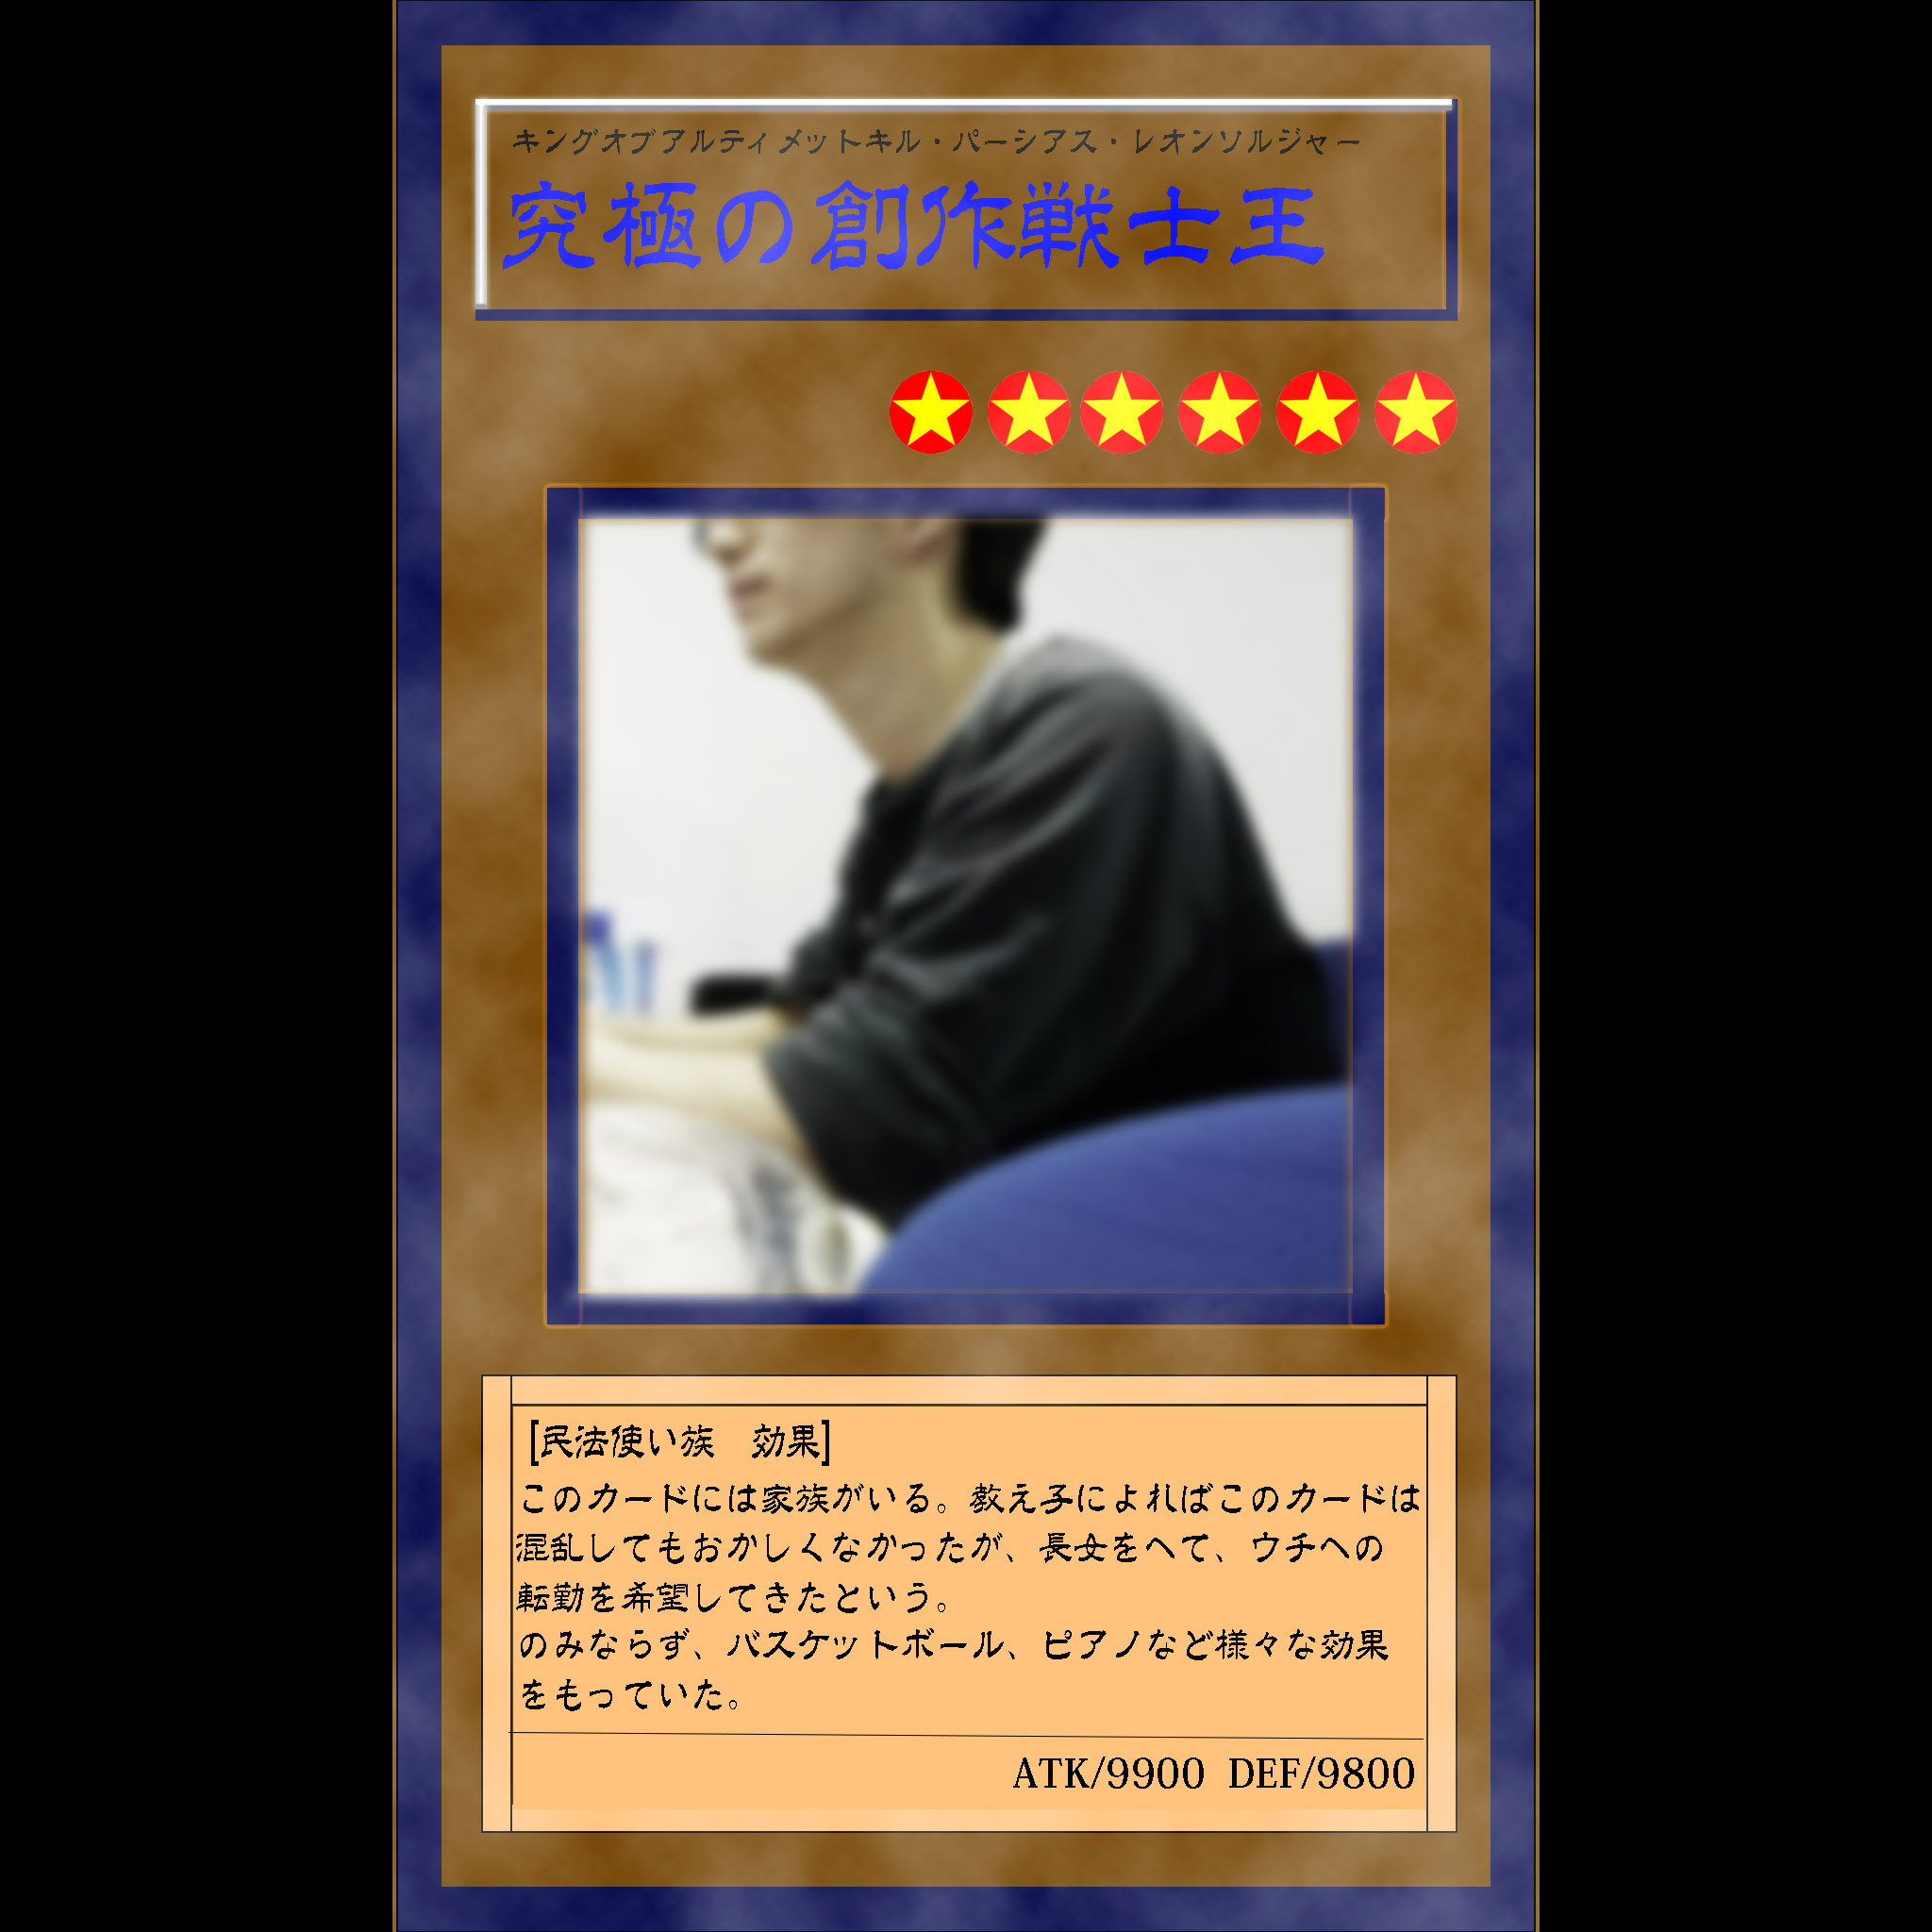 キングオブアルティメットキル・パーシアス・レオンソルジャー
究極の創作戦士王
[民法使い族　効果]
このカードには家族がいる。教え子によればこのカードは
混乱してもおかしくなかったが、長女をへて、ウチへの
転勤を希望してきたという。
のみならず、バスケットボール、ピアノなど様々な効果
をもっていた。
ATK/9900 DEF/9800